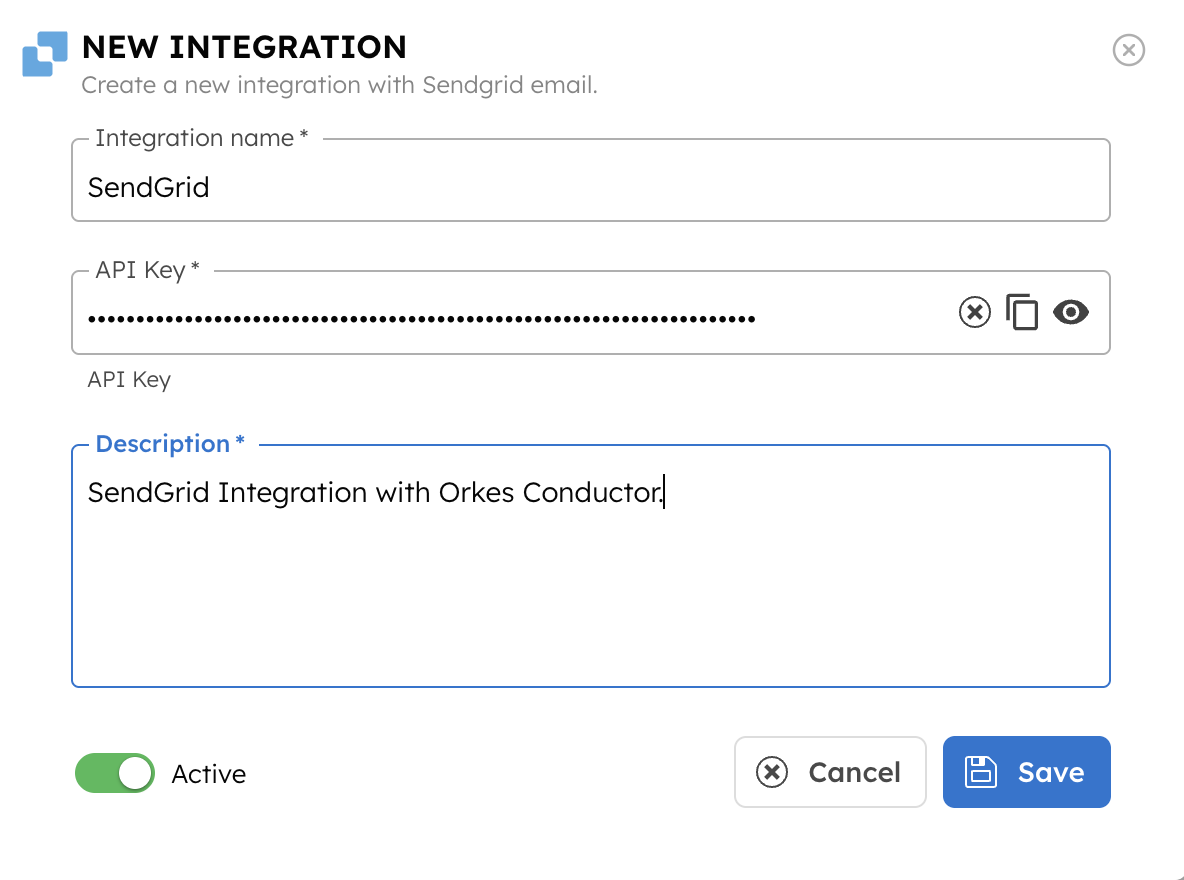 NEW INTEGRATION
Create a new integration with Sendgrid email.
Integration name *
SendGrid
API Key *
API Key
Description *
SendGrid Integration with Orkes Conductor.
Active
Cancel
Save